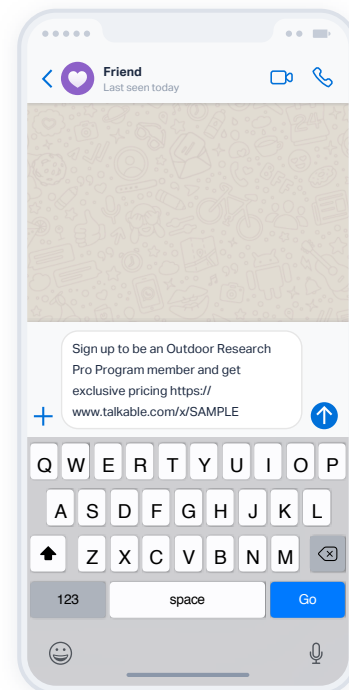 Friend
Last seen today
Sign up to be an Outdoor Research
Pro Program member and get
exclusive pricing https://
www.talkable.com/x/SAMPLE
Q W E R T Y U I O P
A S D F G H J K L
Z X C V B N M
123 space Go